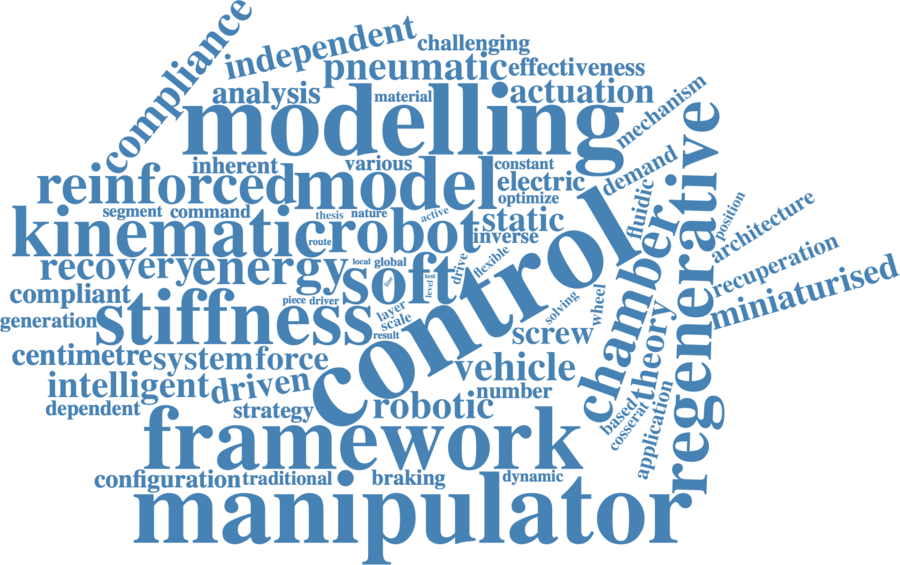 compliance
independent
challenging
pneumatic
effectiveness
analysis
material
actuation
mechanism
modelling
inherent
various
constant
demand
regenerative
reinforced
model
electric
optimize
segment
command
thesis
nature
active
static
fluidic
position
architecture
kinematic
robot
inverse
route
control
chamber
recovery
energy
local
global
soft
line
test
level
drive
flexible
recuperation
miniaturised
compliant
piece
driver
generation
stiffness
layer
scale
result
solving
wheel
screw
theory
centimetre
system
force
vehicle
intelligent
driven
number
based
cosserat
application
dependent
strategy
robotic
framework
configuration
traditional
braking
dynamic
manipulator